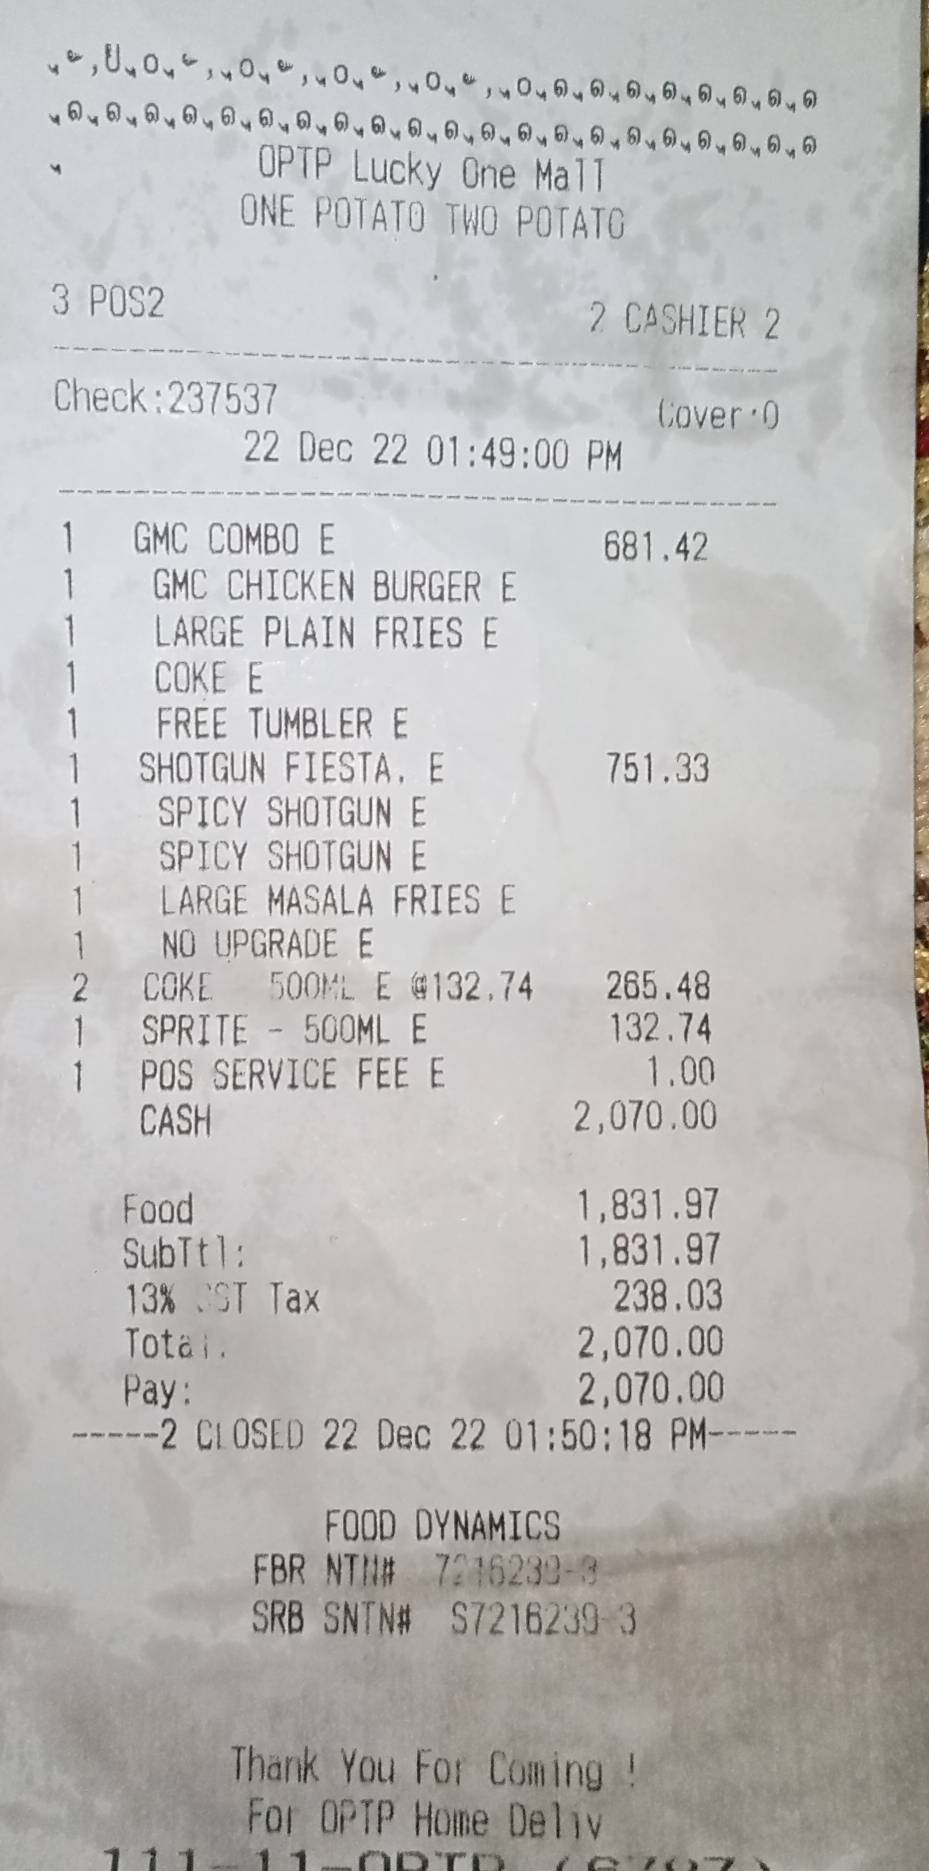 OPTP Lucky One Mall
ONE POTATO TWO POTATO
3 POS2 2 CASHIER 2
Check:237537 Cover:0
22 Dec 22 01:49:00 PM
1 GMC COMBO E 681.42
1 GMC CHICKEN BURGER E
1 LARGE PLAIN FRIES E
1 COKE E
1 FREE TUMBLER E
1 SHOTGUN FIESTA. E 751.33
1 SPICY SHOTGUN E
1 SPICY SHOTGUN E
1 LARGE MASALA FRIES E
1 NO UPGRADE E
2 COKE 500ML E @132.74 265.48
1 SPRITE - 500ML E 132.74
1 POS SERVICE FEE E 1.00
CASH 2,070.00
Food 1,831.97
SubTtl: 1,831.97
13% SST Tax 238.03
Total: 2,070.00
Pay: 2,070.00
-----2 CLOSED 22 Dec 22 01:50:18 PM-----
FOOD DYNAMICS
FBR NTN# 7216239-3
SRB SNTN# S7216239-3
Thank You For Coming !
For OPTP Home Deliv
111-11-OPTP (6787)